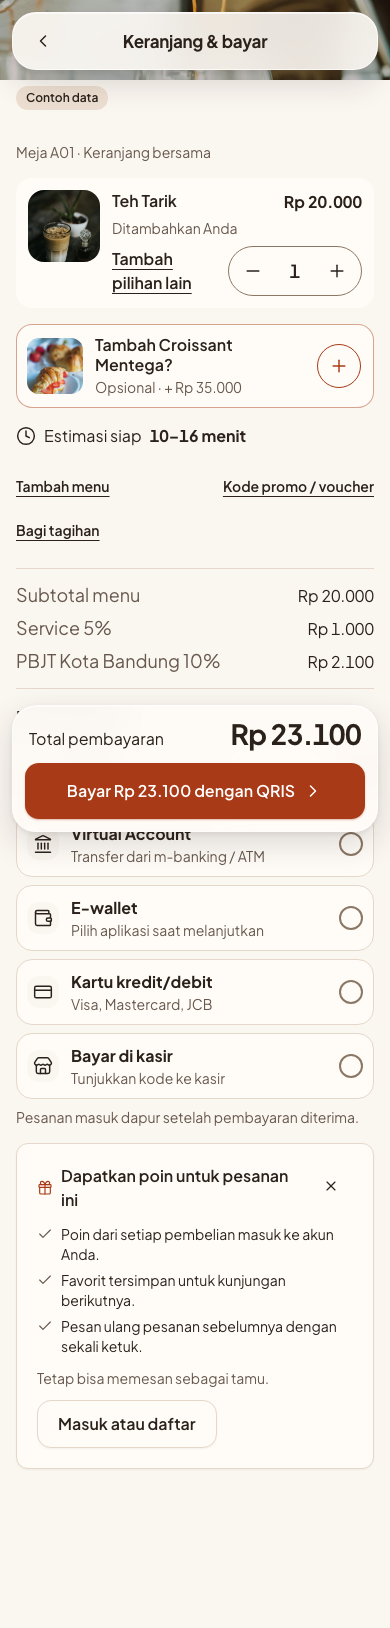 Keranjang & bayar
Contoh data
Meja A01 · Keranjang bersama
Teh Tarik
Rp 20.000
Ditambahkan Anda
Tambah
pilihan lain
1
Tambah Croissant
Mentega?
Opsional · + Rp 35.000
Estimasi siap 10–16 menit
Tambah menu
Kode promo / voucher
Bagi tagihan
Subtotal menu
Rp 20.000
Service 5%
Rp 1.000
PBJT Kota Bandung 10%
Rp 2.100
Total pembayaran
Rp 23.100
Bayar Rp 23.100 dengan QRIS
Virtual Account
Transfer dari m-banking / ATM
E-wallet
Pilih aplikasi saat melanjutkan
Kartu kredit/debit
Visa, Mastercard, JCB
Bayar di kasir
Tunjukkan kode ke kasir
Pesanan masuk dapur setelah pembayaran diterima.
Dapatkan poin untuk pesanan
ini
Poin dari setiap pembelian masuk ke akun
Anda.
Favorit tersimpan untuk kunjungan
berikutnya.
Pesan ulang pesanan sebelumnya dengan
sekali ketuk.
Tetap bisa memesan sebagai tamu.
Masuk atau daftar